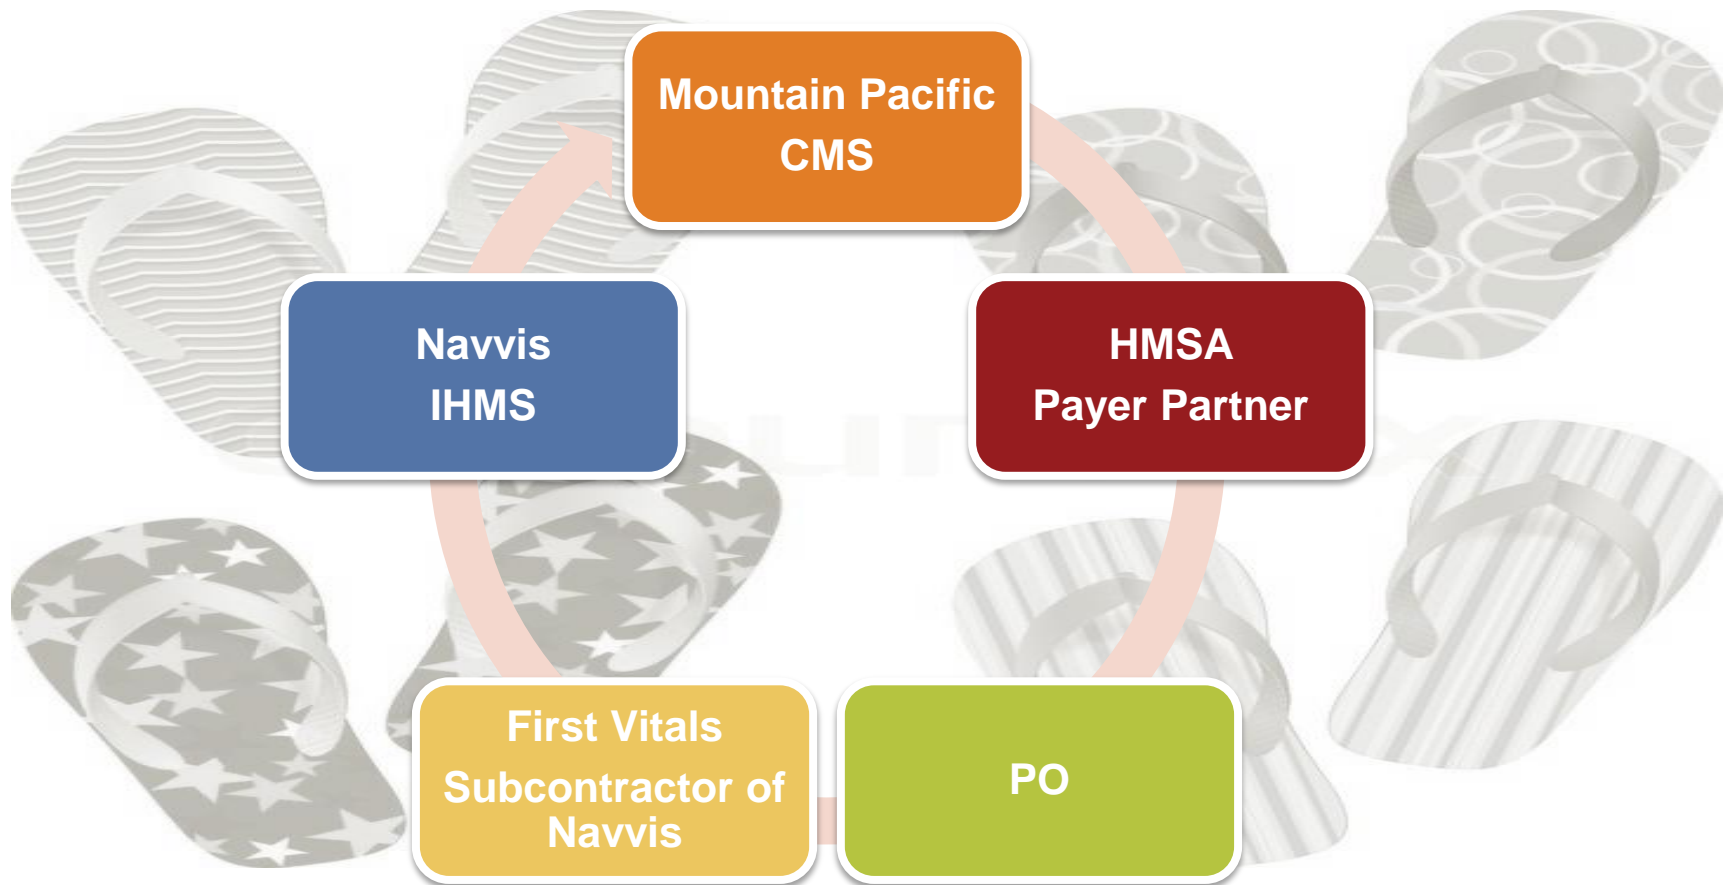 Mountain Pacific
CMS
Navvis
IHMS
HMSA
Payer Partner
First Vitals
Subcontractor of
Navvis
PO